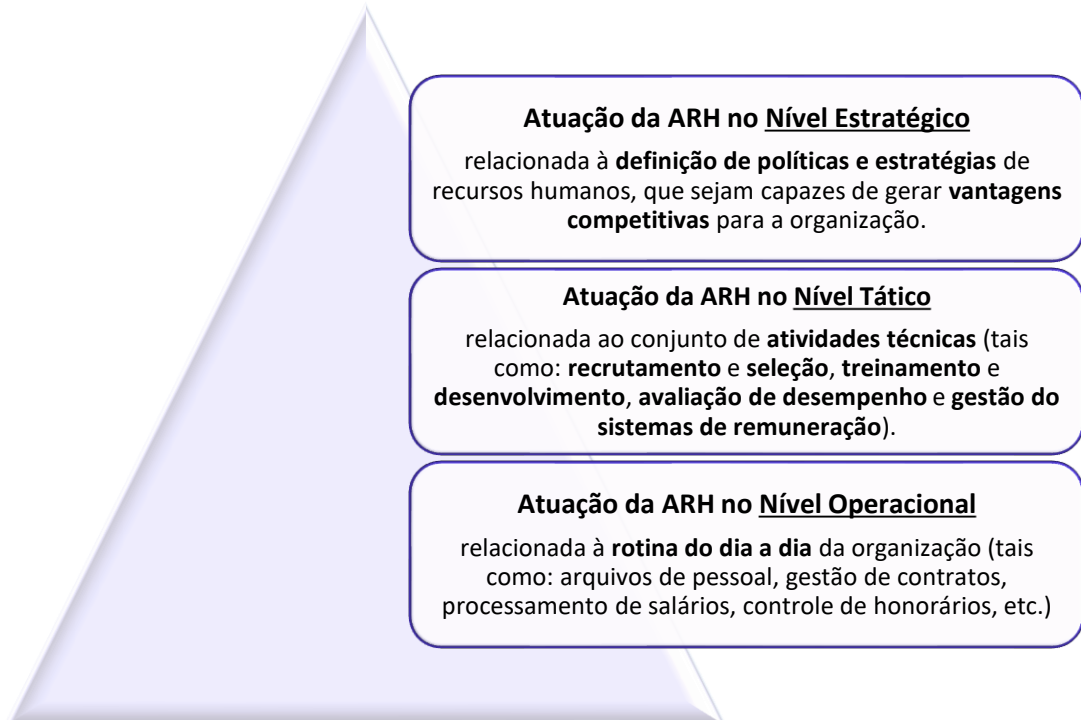 Atuação da ARH no Nível Estratégico
relacionada à definição de políticas e estratégias de
recursos humanos, que sejam capazes de gerar vantagens
competitivas para a organização.
Atuação da ARH no Nível Tático
relacionada ao conjunto de atividades técnicas (tais
como: recrutamento e seleção, treinamento e
desenvolvimento, avaliação de desempenho e gestão do
sistemas de remuneração).
Atuação da ARH no Nível Operacional
relacionada à rotina do dia a dia da organização (tais
como: arquivos de pessoal, gestão de contratos,
processamento de salários, controle de honorários, etc.)